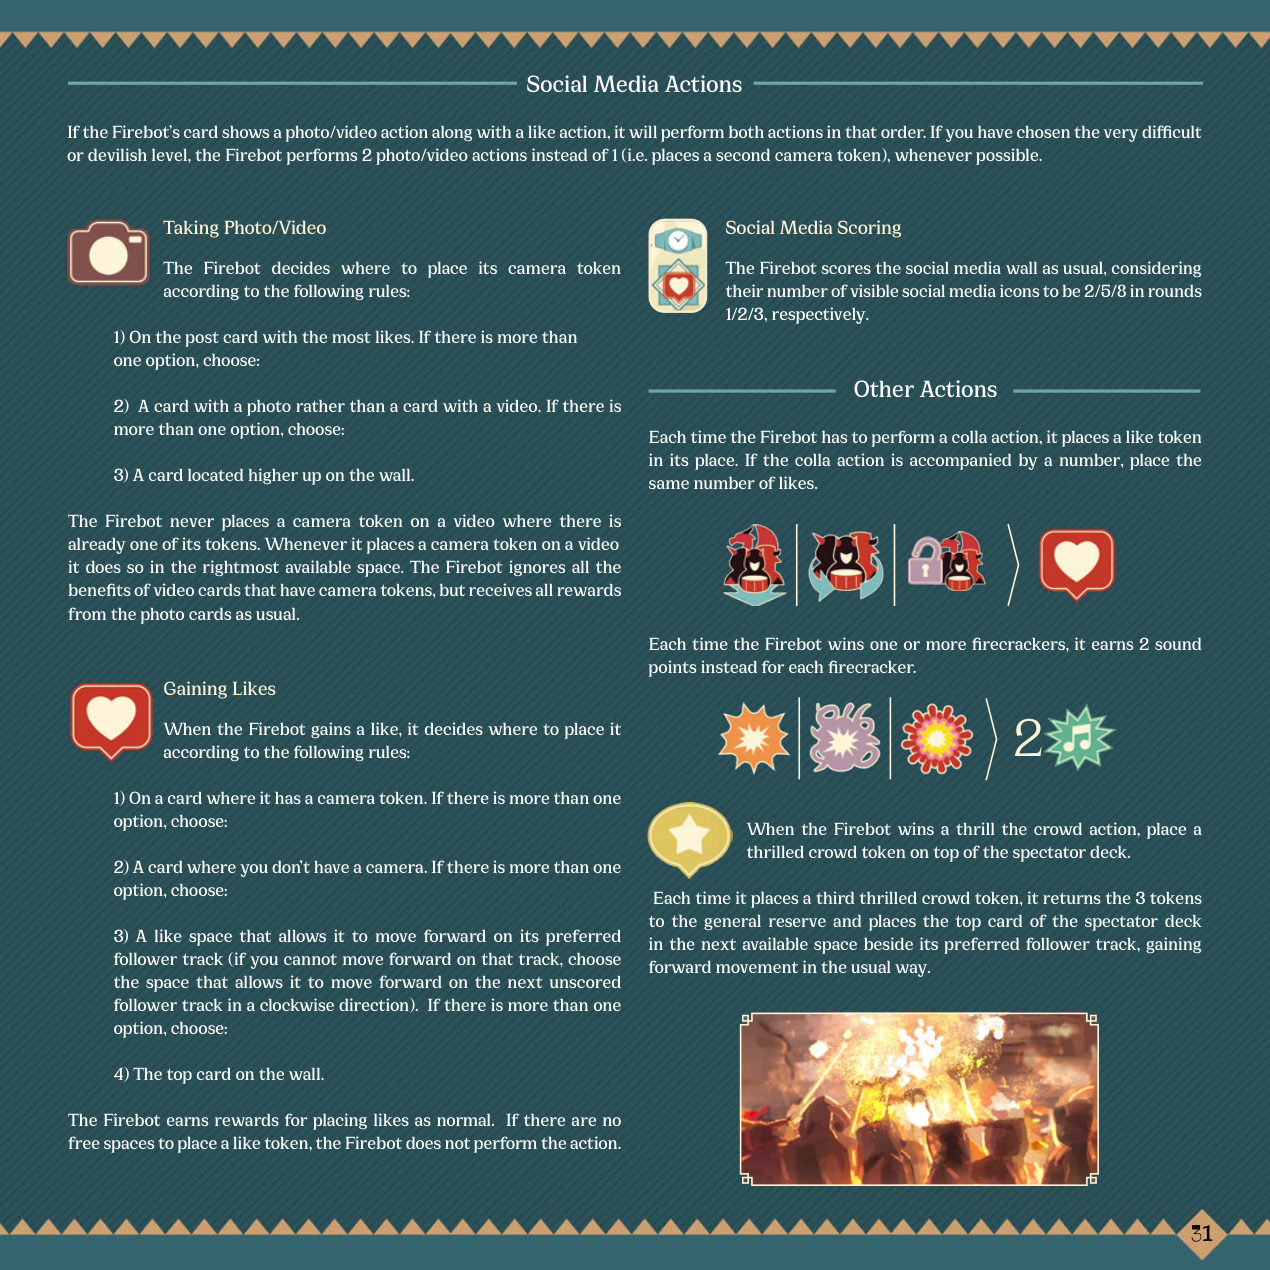 Social Media Actions
If the Firebot's card shows a photo/video action along with a like action, it will perform both actions in that order. If you have chosen the very difficult
or devilish level, the Firebot performs 2 photo/video actions instead of 1 (i.e. places a second camera token), whenever possible.
Taking Photo/Video
The Firebot decides where to place its camera token
according to the following rules:
1) On the post card with the most likes. If there is more than
one option, choose:
2) A card with a photo rather than a card with a video. If there is
more than one option, choose:
3) A card located higher up on the wall.
The Firebot never places a camera token on a video where there is
already one of its tokens. Whenever it places a camera token on a video
it does so in the rightmost available space. The Firebot ignores all the
benefits of video cards that have camera tokens, but receives all rewards
from the photo cards as usual.
Gaining Likes
When the Firebot gains a like, it decides where to place it
according to the following rules:
1) On a card where it has a camera token. If there is more than one
option, choose:
2) A card where you don't have a camera. If there is more than one
option, choose:
3) A like space that allows it to move forward on its preferred
follower track (if you cannot move forward on that track, choose
the space that allows it to move forward on the next unscored
follower track in a clockwise direction). If there is more than one
option, choose:
4) The top card on the wall.
The Firebot earns rewards for placing likes as normal. If there are no
free spaces to place a like token, the Firebot does not perform the action.
Social Media Scoring
The Firebot scores the social media wall as usual, considering
their number of visible social media icons to be 2/5/8 in rounds
1/2/3, respectively.
Other Actions
Each time the Firebot has to perform a colla action, it places a like token
in its place. If the colla action is accompanied by a number, place the
same number of likes.
Each time the Firebot wins one or more firecrackers, it earns 2 sound
points instead for each firecracker.
2
When the Firebot wins a thrill the crowd action, place a
thrilled crowd token on top of the spectator deck.
Each time it places a third thrilled crowd token, it returns the 3 tokens
to the general reserve and places the top card of the spectator deck
in the next available space beside its preferred follower track, gaining
forward movement in the usual way.
31